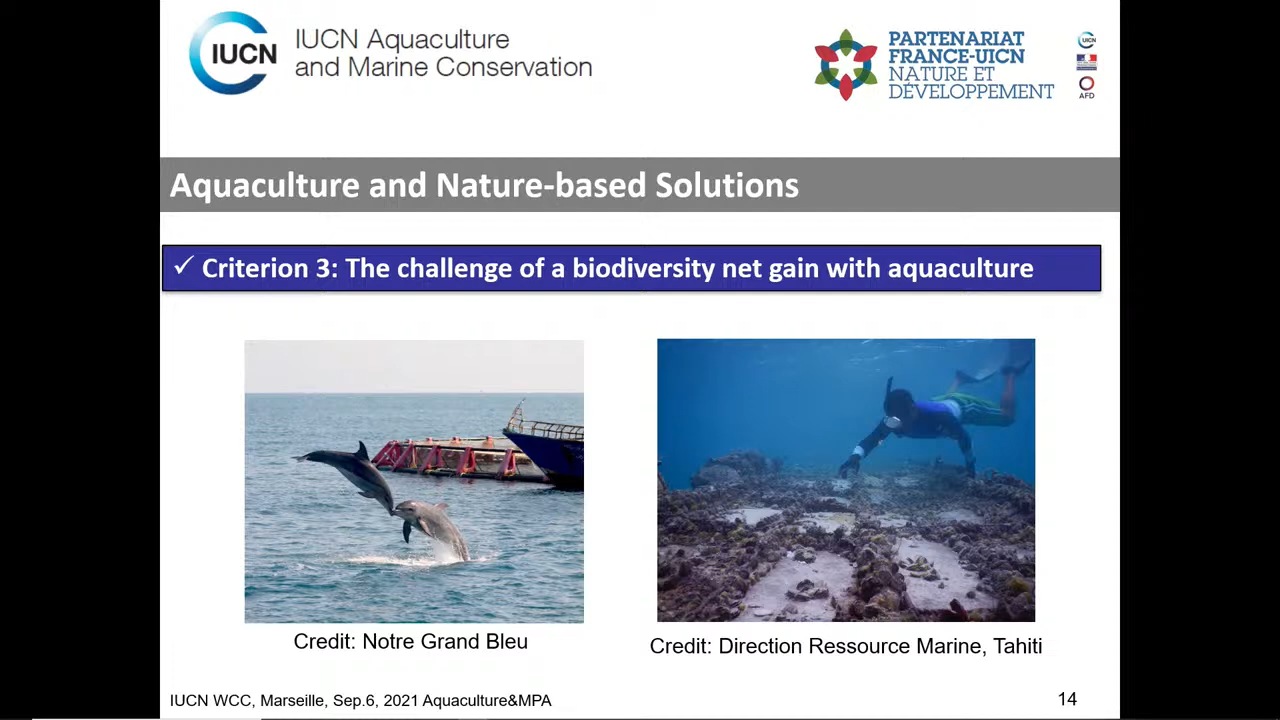 IUCN
IUCN Aquaculture
and Marine Conservation
PARTENARIAT
FRANCE-UICN
NATURE ET
DÉVELOPPEMENT
UICN
AFD
Aquaculture and Nature-based Solutions
✓ Criterion 3: The challenge of a biodiversity net gain with aquaculture
Credit: Notre Grand Bleu
Credit: Direction Ressource Marine, Tahiti
IUCN WCC, Marseille, Sep.6, 2021 Aquaculture&MPA
14